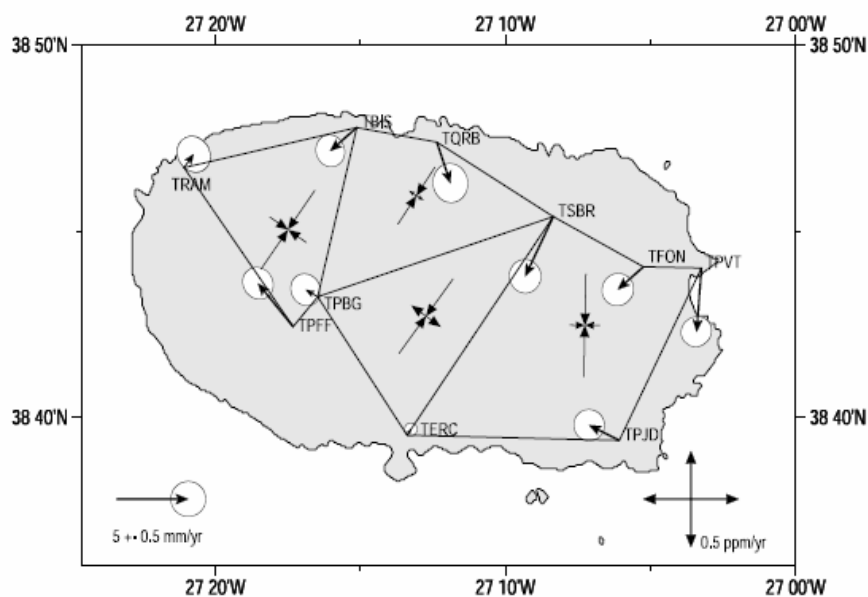 27 20'W 27 10'W 27 00'W
38 50'N 38 50'N
TBIS
TQRB
TRAM
TSBR
TFON
TPVT
TPBG
TPFF
38 40'N 38 40'N
TERC
TPJD
5 +- 0.5 mm/yr
0.5 ppm/yr
27 20'W 27 10'W 27 00'W